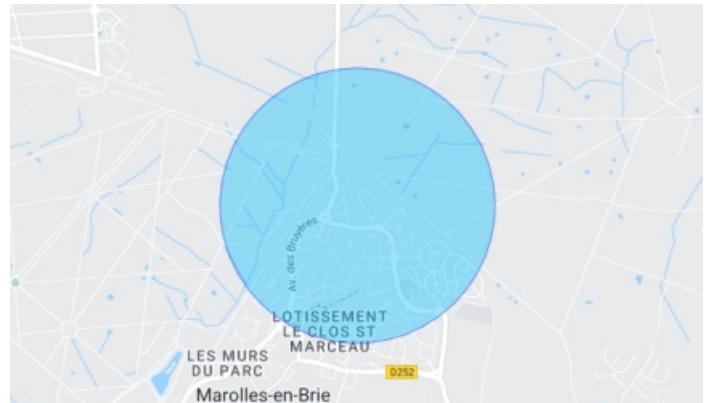 Av. des Bruyères
LOTISSEMENT
LE CLOS ST
MARCEAU
LES MURS
DU PARC
D252
Marolles-en-Brie